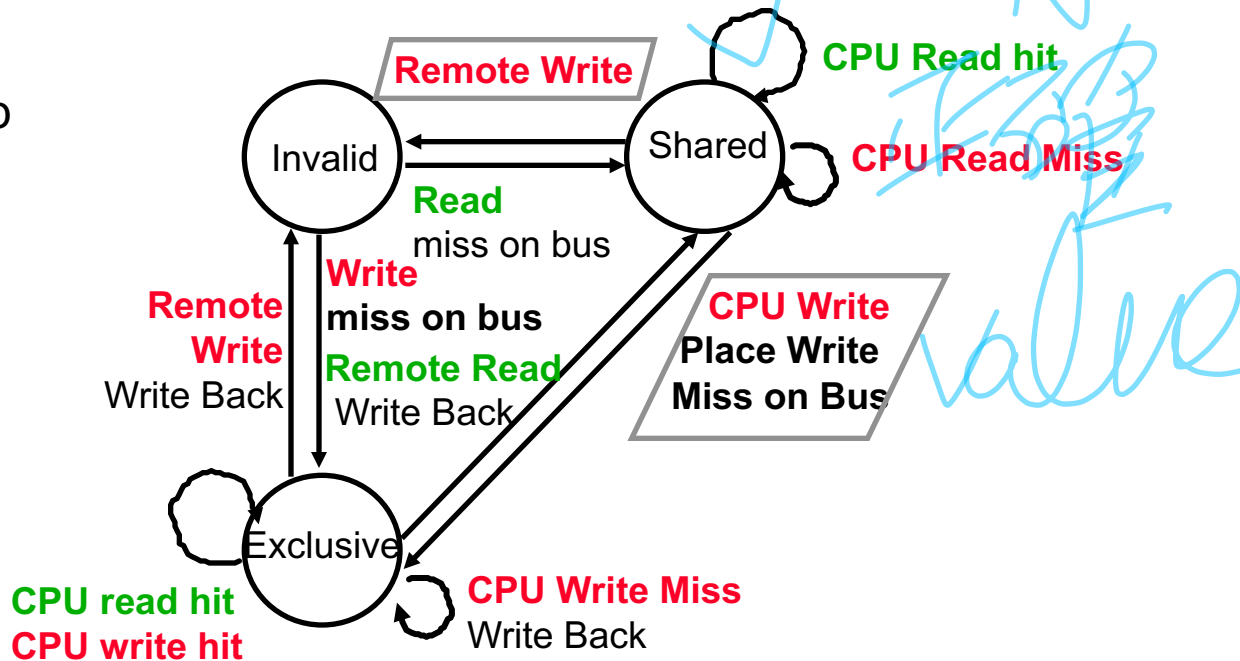 Remote Write
CPU Read hit
Invalid
Shared
CPU Read Miss
Read
miss on bus
Write
miss on bus
Remote
Write
Write Back
Remote Read
Write Back
CPU Write
Place Write
Miss on Bus
value
Exclusive
CPU read hit
CPU write hit
CPU Write Miss
Write Back